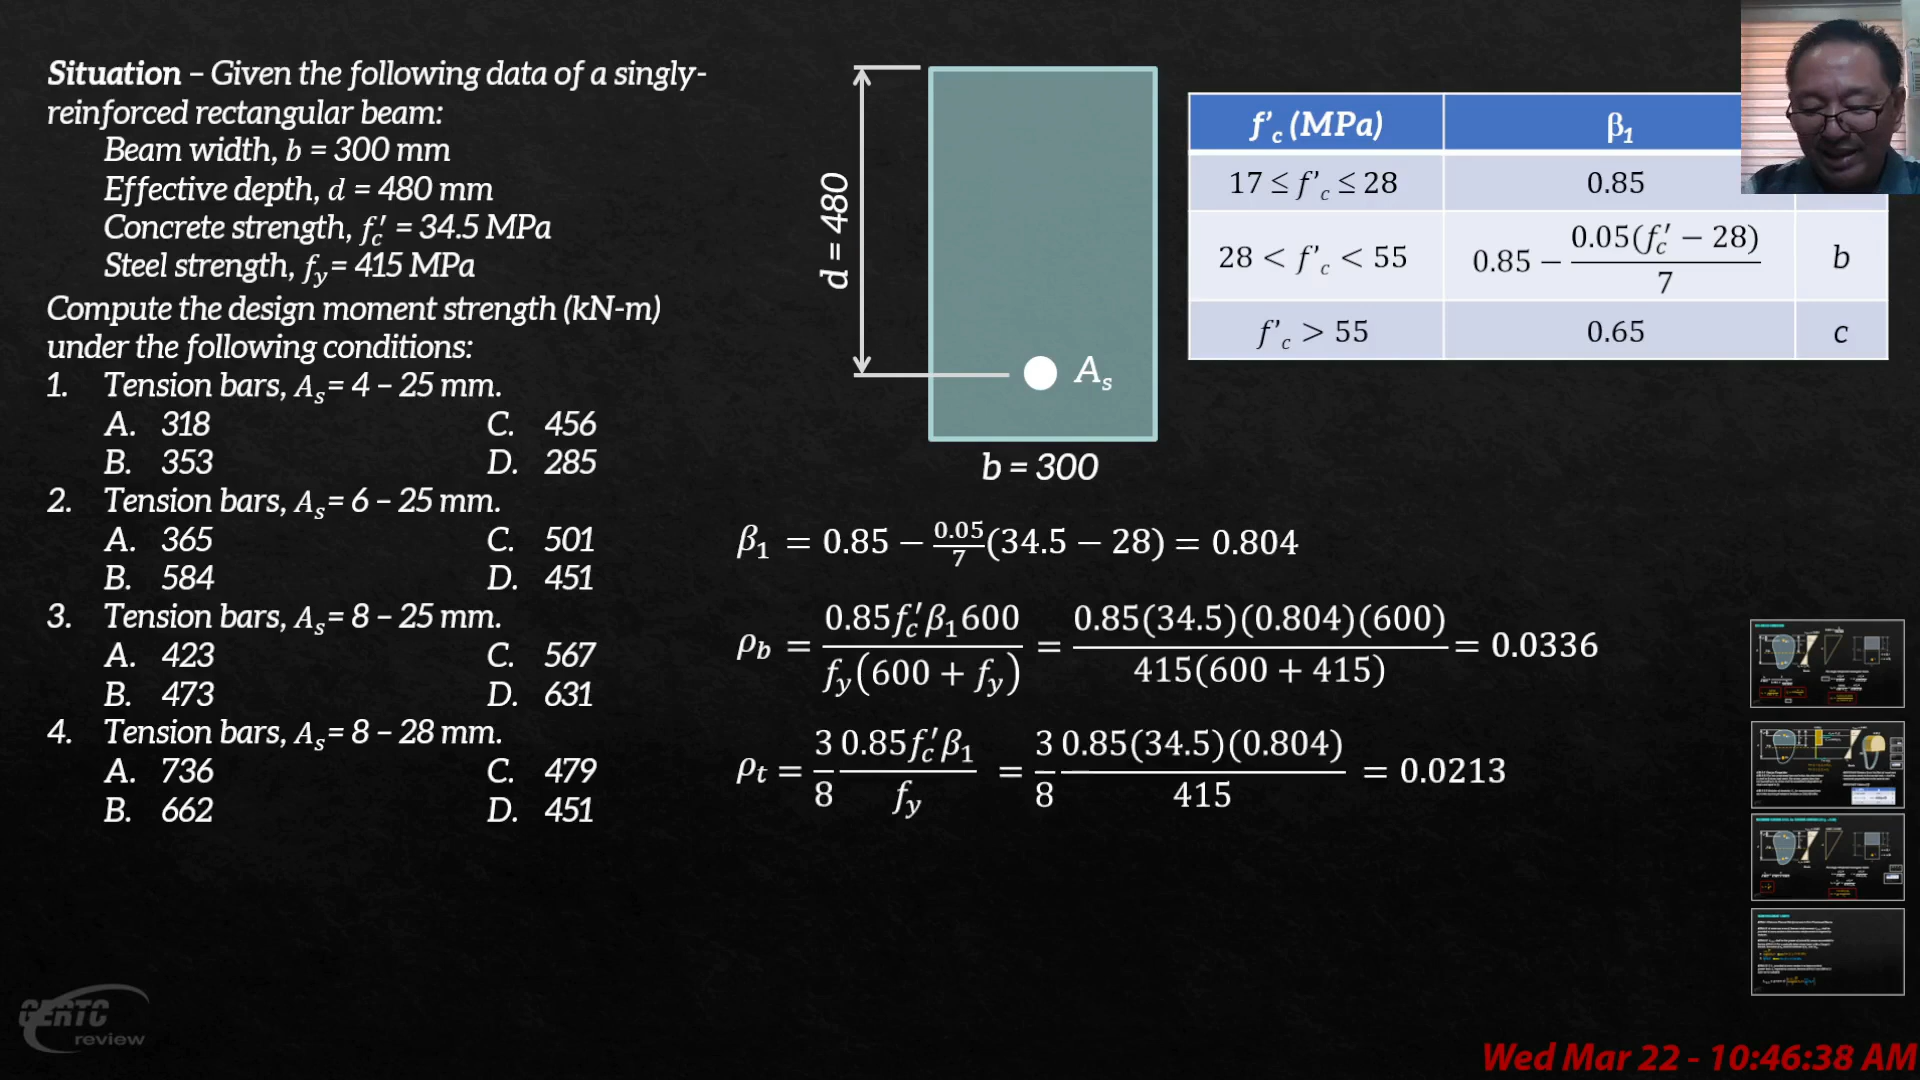 Situation – Given the following data of a singly-
reinforced rectangular beam:
Beam width, b = 300 mm
Effective depth, d = 480 mm
Concrete strength, f′c = 34.5 MPa
Steel strength, fy = 415 MPa
Compute the design moment strength (kN-m)
under the following conditions:
1. Tension bars, As = 4 – 25 mm.
A. 318 C. 456
B. 353 D. 285
2. Tension bars, As = 6 – 25 mm.
A. 365 C. 501
B. 584 D. 451
3. Tension bars, As = 8 – 25 mm.
A. 423 C. 567
B. 473 D. 631
4. Tension bars, As = 8 – 28 mm.
A. 736 C. 479
B. 662 D. 451
d = 480
As
b = 300
f'c (MPa) β1
17 ≤ f'c ≤ 28 0.85
28 < f'c < 55 0.85 − 0.05(f′c − 28)/7 b
f'c > 55 0.65 c
β1 = 0.85 − 0.05/7 (34.5 − 28) = 0.804
ρb = 0.85f′cβ1600 / fy(600 + fy) = 0.85(34.5)(0.804)(600) / 415(600 + 415) = 0.0336
ρt = 3/8 0.85f′cβ1 / fy = 3/8 0.85(34.5)(0.804) / 415 = 0.0213
GERTC
review
Wed Mar 22 - 10:46:38 AM